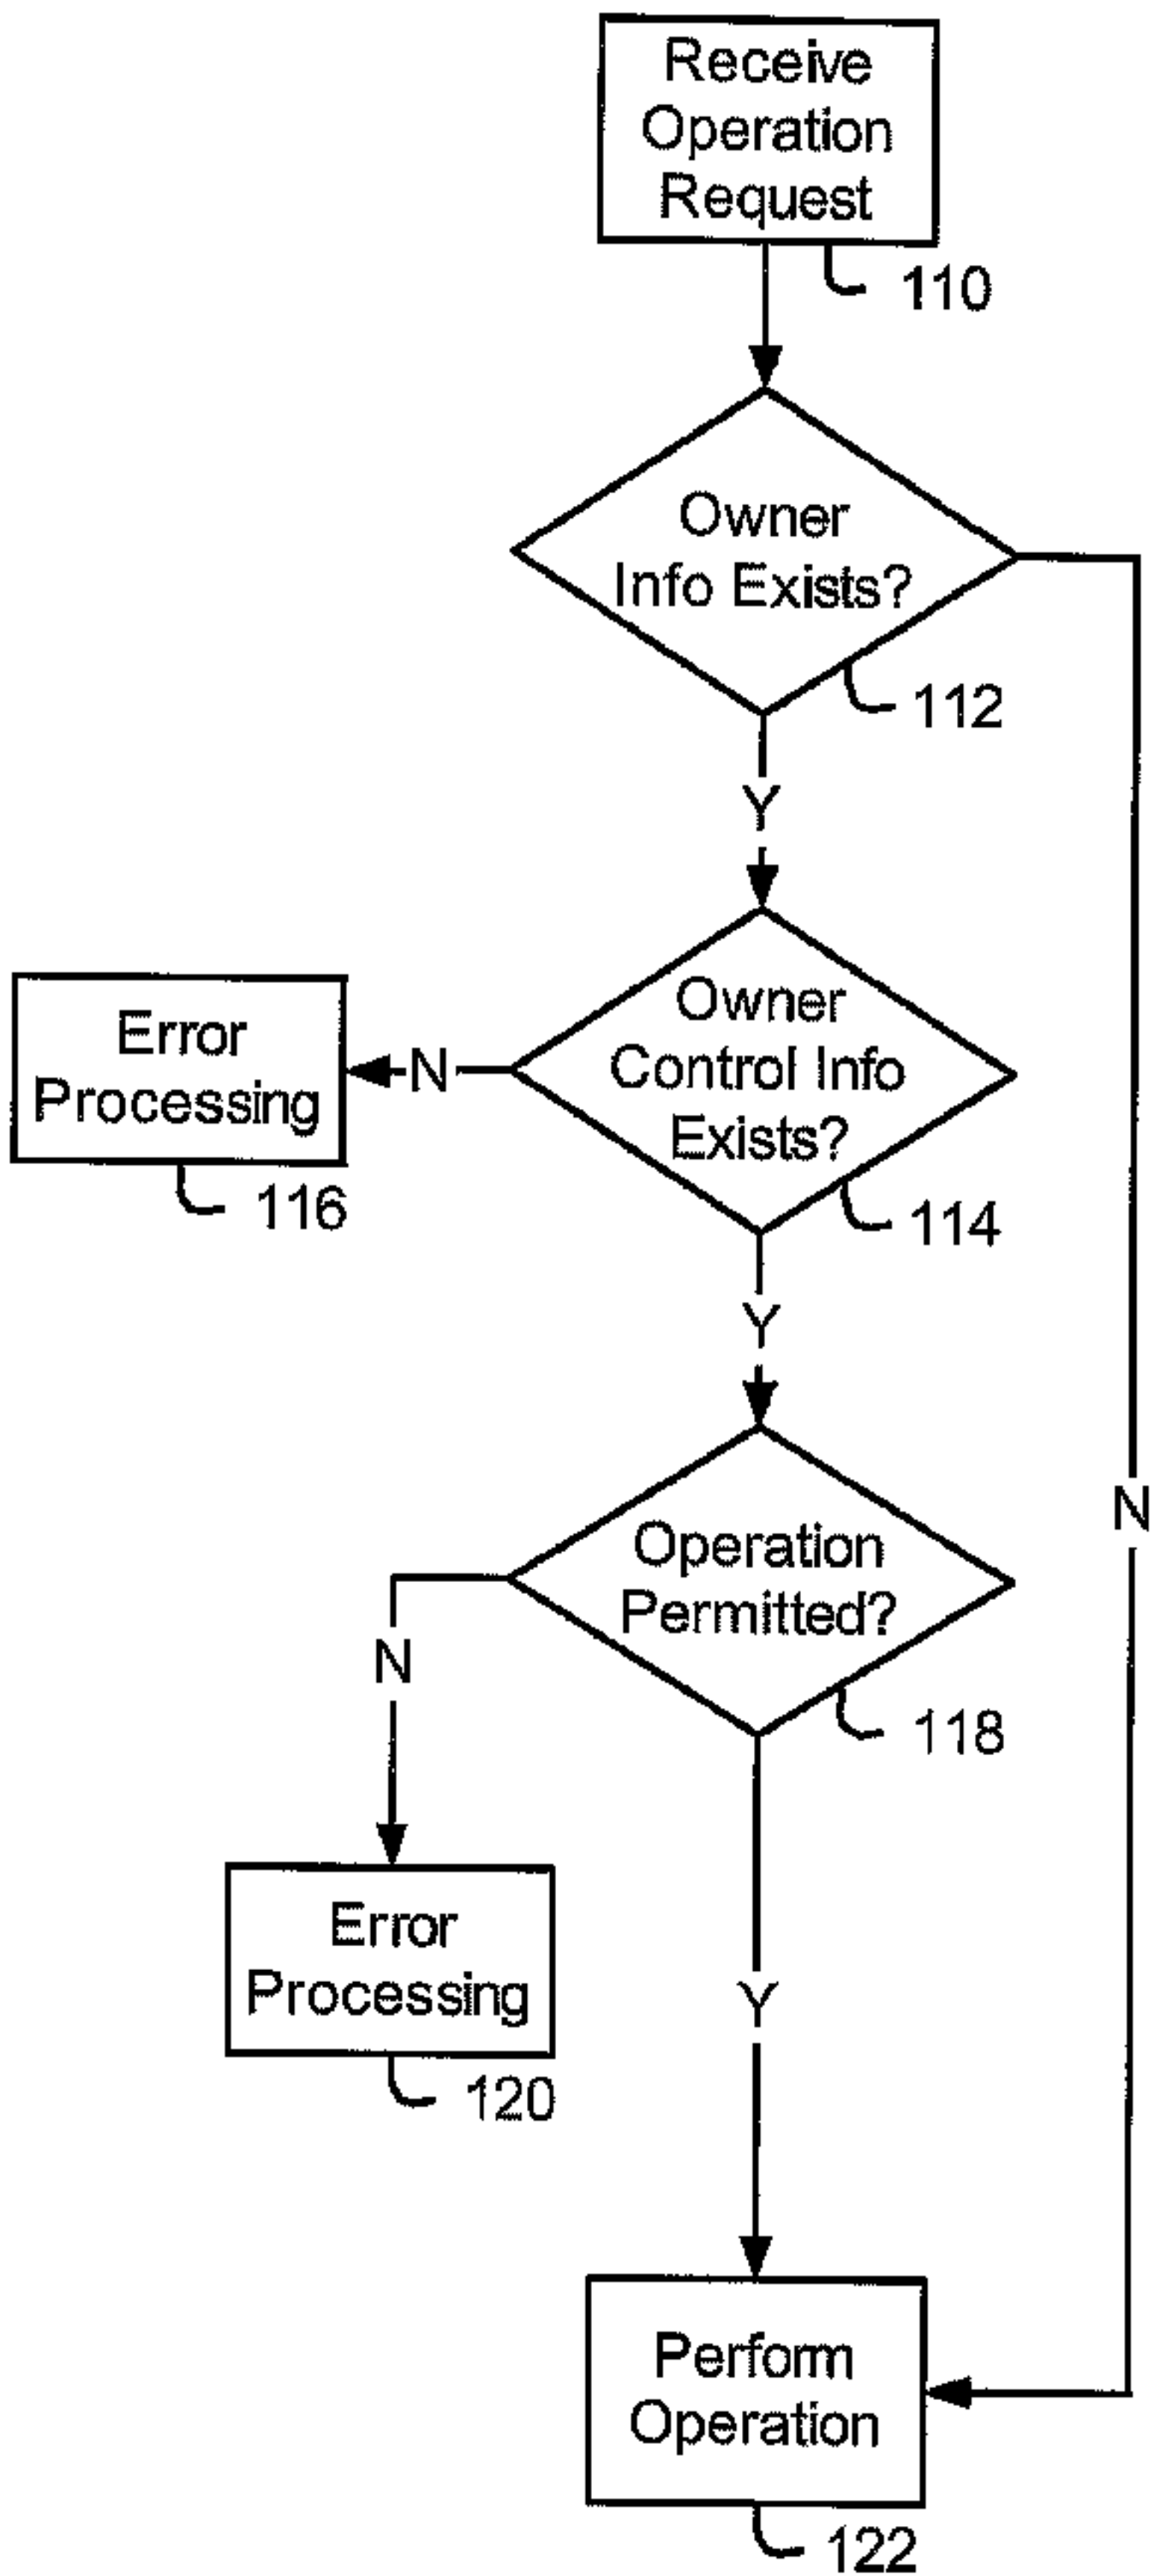 Receive
Operation
Request
110
Owner
Info Exists?
112
Y
Owner
Control Info
Exists?
114
N
Error
Processing
116
Y
Operation
Permitted?
118
N
N
Error
Processing
120
Y
Perform
Operation
122